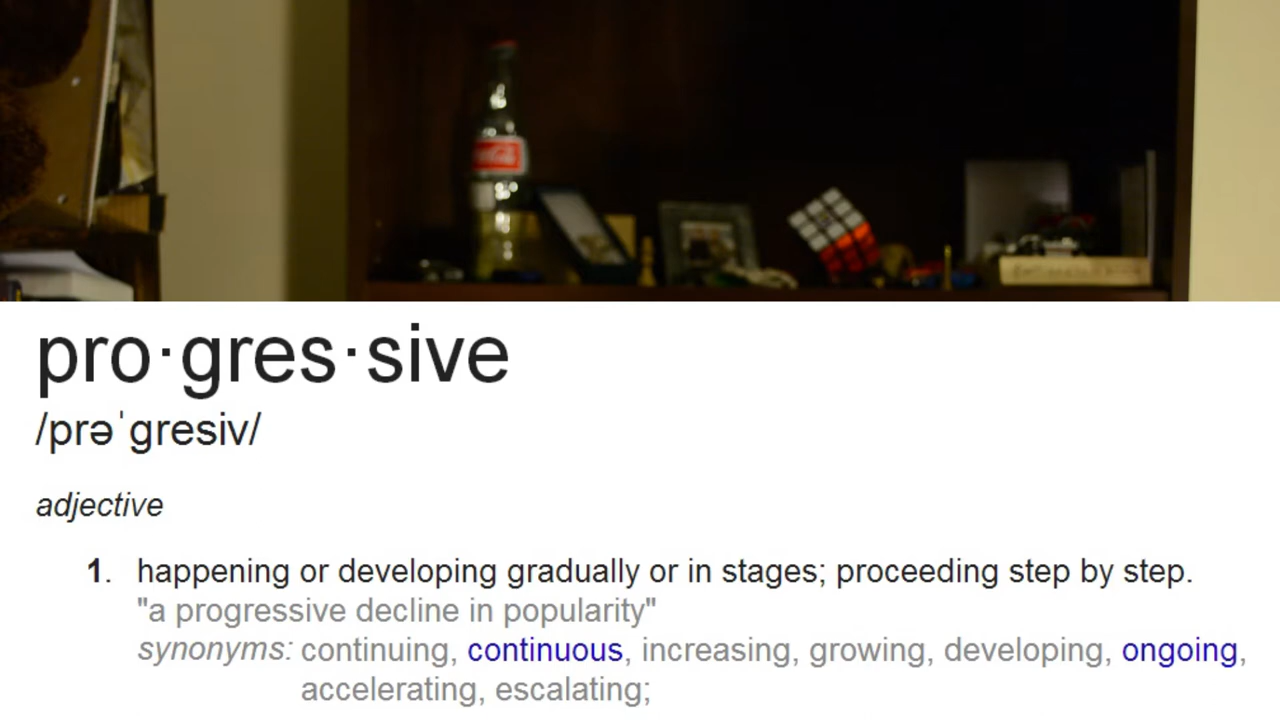 pro·gres·sive
/prəˈgresiv/
adjective
1. happening or developing gradually or in stages; proceeding step by step.
"a progressive decline in popularity"
synonyms: continuing, continuous, increasing, growing, developing, ongoing,
accelerating, escalating;